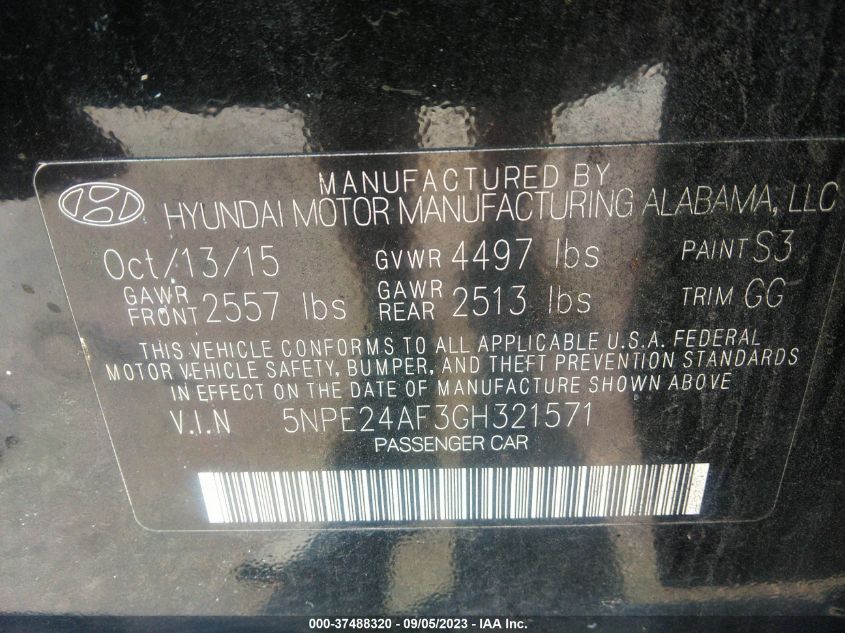 MANUFACTURED BY
HYUNDAI MOTOR MANUFACTURING ALABAMA, LLC
Oct/13/15 GVWR 4497 lbs PAINT S3
GAWR FRONT 2557 lbs GAWR REAR 2513 lbs TRIM GG
THIS VEHICLE CONFORMS TO ALL APPLICABLE U.S.A. FEDERAL
MOTOR VEHICLE SAFETY, BUMPER, AND THEFT PREVENTION STANDARDS
IN EFFECT ON THE DATE OF MANUFACTURE SHOWN ABOVE
V.I.N 5NPE24AF3GH321571
PASSENGER CAR
000-37488320 - 09/05/2023 - IAA Inc.